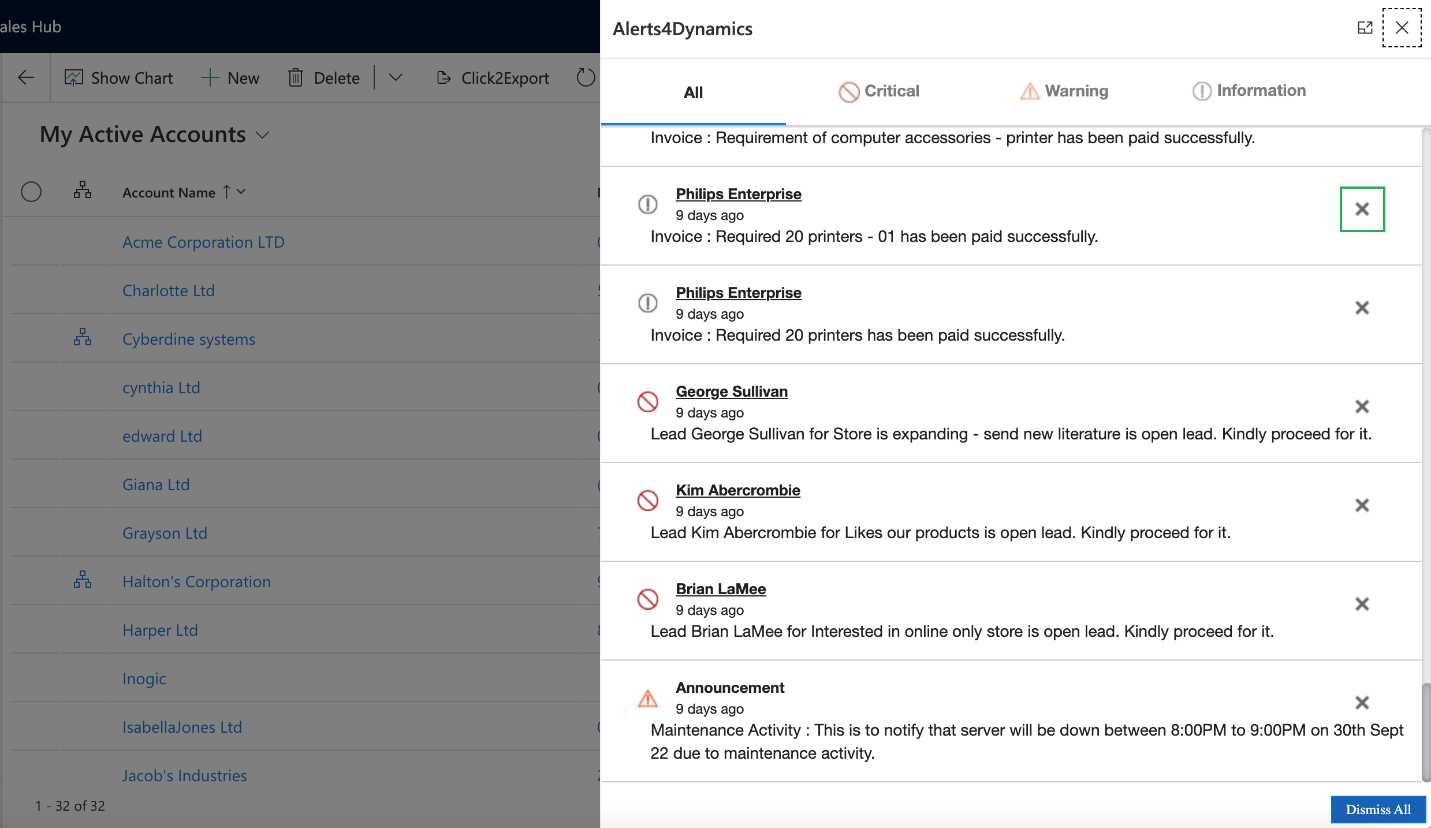 ales Hub
Show Chart New Delete Click2Export
My Active Accounts
Account Name
Acme Corporation LTD
Charlotte Ltd
Cyberdine systems
cynthia Ltd
edward Ltd
Giana Ltd
Grayson Ltd
Halton's Corporation
Harper Ltd
Inogic
IsabellaJones Ltd
Jacob's Industries
1 - 32 of 32
Alerts4Dynamics
All Critical Warning Information
Invoice : Requirement of computer accessories - printer has been paid successfully.
Philips Enterprise
9 days ago
Invoice : Required 20 printers - 01 has been paid successfully.
Philips Enterprise
9 days ago
Invoice : Required 20 printers has been paid successfully.
George Sullivan
9 days ago
Lead George Sullivan for Store is expanding - send new literature is open lead. Kindly proceed for it.
Kim Abercrombie
9 days ago
Lead Kim Abercrombie for Likes our products is open lead. Kindly proceed for it.
Brian LaMee
9 days ago
Lead Brian LaMee for Interested in online only store is open lead. Kindly proceed for it.
Announcement
9 days ago
Maintenance Activity : This is to notify that server will be down between 8:00PM to 9:00PM on 30th Sept
22 due to maintenance activity.
Dismiss All